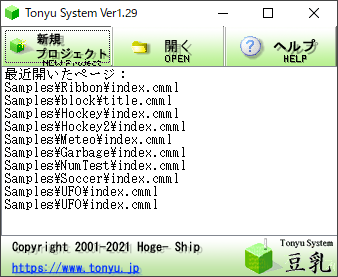 Tonyu System Ver1.29
新規
プロジェクト
NEW Project
開く
OPEN
ヘルプ
HELP
最近開いたページ：
Samples¥Ribbon¥index.cmml
Samples¥block¥title.cmml
Samples¥Hockey¥index.cmml
Samples¥Hockey2¥index.cmml
Samples¥Meteo¥index.cmml
Samples¥Garbage¥index.cmml
Samples¥NumTest¥index.cmml
Samples¥Soccer¥index.cmml
Samples¥UFO¥index.cmml
Samples¥UFO¥index.cmml
Copyright 2001-2021 Hoge- Ship
https://www.tonyu.jp
Tonyu System
豆乳